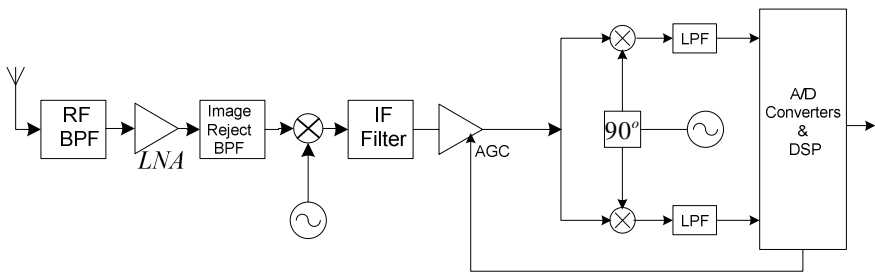 RF
BPF
LNA
Image
Reject
BPF
IF
Filter
AGC
90°
LPF
LPF
A/D
Converters
&
DSP